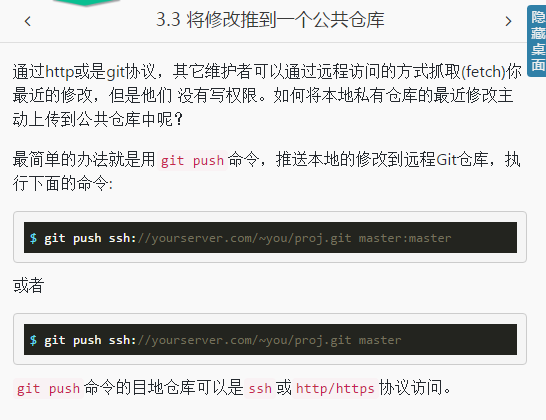 3.3 将修改推到一个公共仓库
隐藏桌面
通过http或是git协议，其它维护者可以通过远程访问的方式抓取(fetch)你
最近的修改，但是他们 没有写权限。如何将本地私有仓库的最近修改主
动上传到公共仓库中呢？
最简单的办法就是用 git push 命令，推送本地的修改到远程Git仓库，执
行下面的命令:
$ git push ssh://yourserver.com/~you/proj.git master:master
或者
$ git push ssh://yourserver.com/~you/proj.git master
git push 命令的目地仓库可以是 ssh 或 http/https 协议访问。